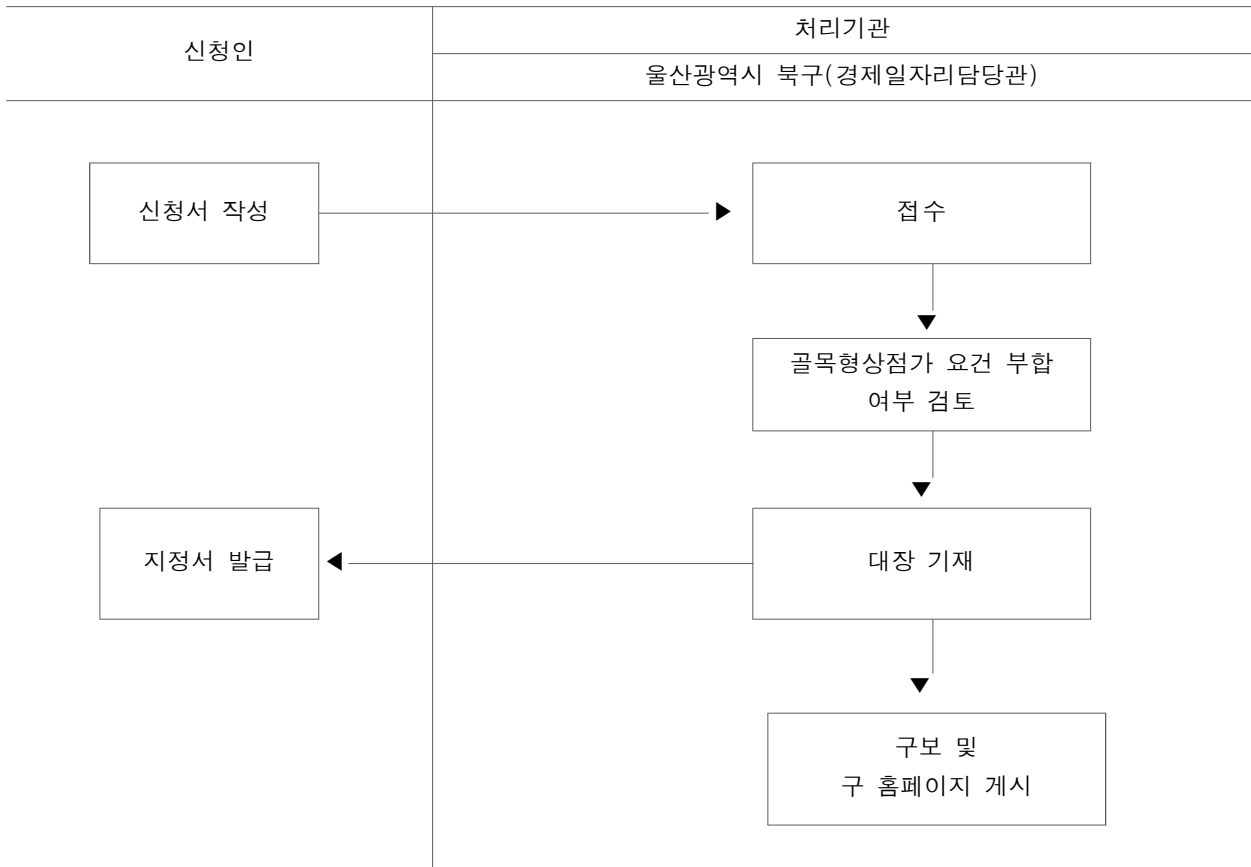 신청인
처리기관
울산광역시 북구(경제일자리담당관)
신청서 작성
접수
골목형상점가 요건 부합
여부 검토
지정서 발급
대장 기재
구보 및
구 홈페이지 게시